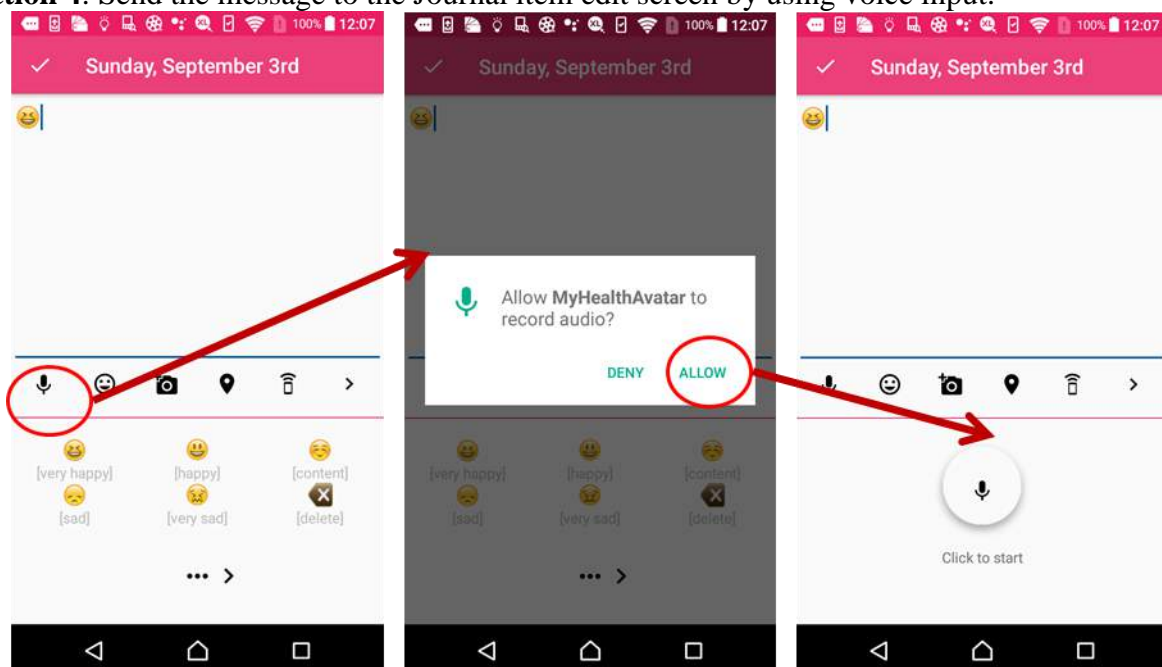 4. Send the message to the Journal item edit screen by using voice input.
100% 12:07
Sunday, September 3rd
[very happy] [happy] [content]
[sad] [very sad] [delete]
100% 12:07
Sunday, September 3rd
Allow MyHealthAvatar to
record audio?
DENY ALLOW
[very happy] [happy] [content]
[sad] [very sad] [delete]
100% 12:07
Sunday, September 3rd
Click to start